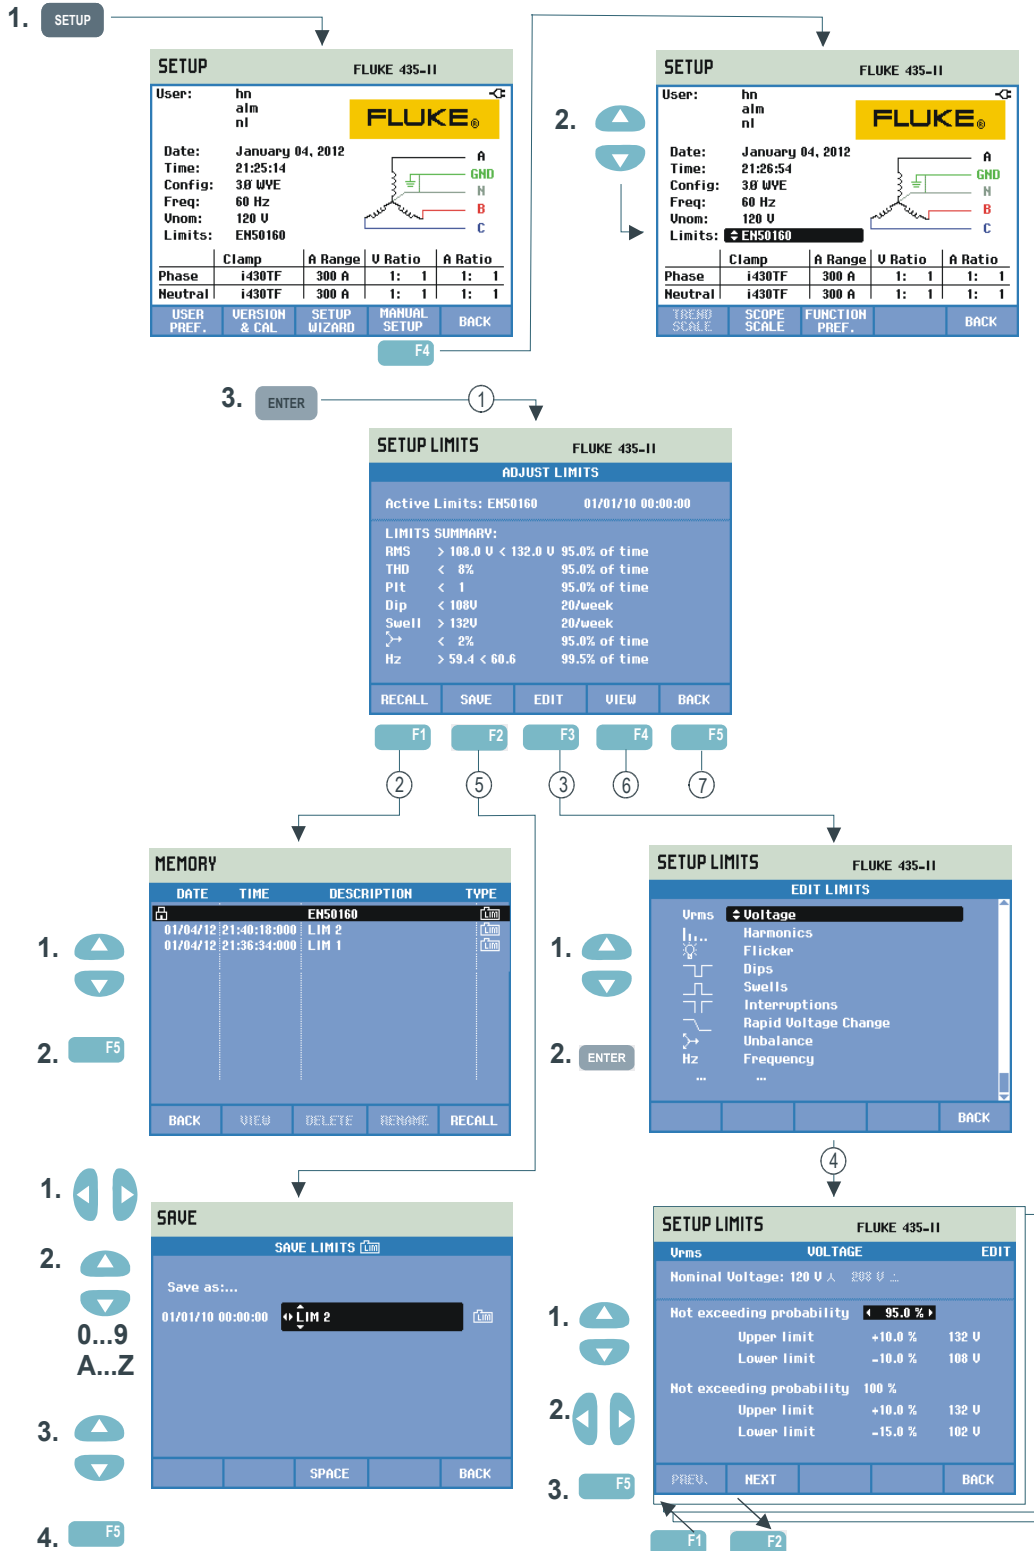 1. SETUP
SETUP FLUKE 435-II
User: hn
alm
nl
FLUKE®
Date: January 04, 2012
Time: 21:25:14
Config: 3Ø WYE
Freq: 60 Hz
Vnom: 120 V
Limits: EN50160
A
GND
N
B
C
Clamp A Range V Ratio A Ratio
Phase i430TF 300 A 1: 1 1: 1
Neutral i430TF 300 A 1: 1 1: 1
USER PREF. VERSION & CAL SETUP WIZARD MANUAL SETUP BACK
F4
2.
SETUP FLUKE 435-II
User: hn
alm
nl
FLUKE®
Date: January 04, 2012
Time: 21:26:54
Config: 3Ø WYE
Freq: 60 Hz
Vnom: 120 V
Limits: EN50160
A
GND
N
B
C
Clamp A Range V Ratio A Ratio
Phase i430TF 300 A 1: 1 1: 1
Neutral i430TF 300 A 1: 1 1: 1
TREND SCALE SCOPE SCALE FUNCTION PREF. BACK
3. ENTER 1
SETUP LIMITS FLUKE 435-II
ADJUST LIMITS
Active Limits: EN50160 01/01/10 00:00:00
LIMITS SUMMARY:
RMS > 108.0 V < 132.0 V 95.0% of time
THD < 8% 95.0% of time
Plt < 1 95.0% of time
Dip < 108V 20/week
Swell > 132V 20/week
< 2% 95.0% of time
Hz > 59.4 < 60.6 99.5% of time
RECALL SAVE EDIT VIEW BACK
F1 F2 F3 F4 F5
2 5 3 6 7
MEMORY
DATE TIME DESCRIPTION TYPE
EN50160 Lim
01/04/12 21:40:18:000 LIM 2 Lim
01/04/12 21:36:34:000 LIM 1 Lim
BACK VIEW DELETE RENAME RECALL
1.
2. F5
SETUP LIMITS FLUKE 435-II
EDIT LIMITS
Vrms Voltage
Harmonics
Flicker
Dips
Swells
Interruptions
Rapid Voltage Change
Unbalance
Hz Frequency
... ...
BACK
1.
2. ENTER
4
1.
2.
0...9
A...Z
3.
4. F5
SAVE
SAVE LIMITS Lim
Save as:...
01/01/10 00:00:00 LIM 2 Lim
SPACE BACK
SETUP LIMITS FLUKE 435-II
Vrms VOLTAGE EDIT
Nominal Voltage: 120 V 208 V
Not exceeding probability 95.0 %
Upper limit +10.0 % 132 V
Lower limit -10.0 % 108 V
Not exceeding probability 100 %
Upper limit +10.0 % 132 V
Lower limit -15.0 % 102 V
PREV. NEXT BACK
1.
2.
3. F5
F1 F2